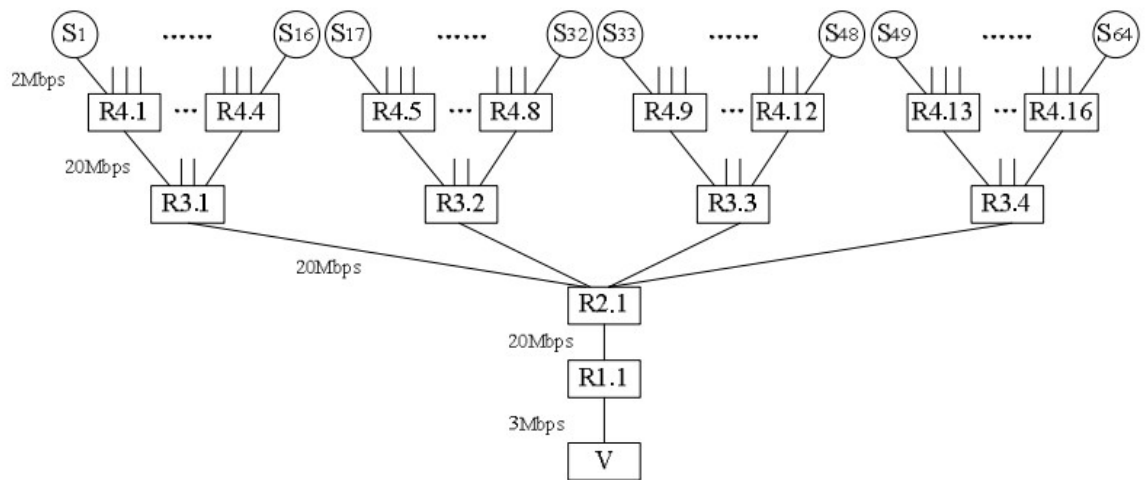 S1 ...... S16 S17 ...... S32 S33 ...... S48 S49 ...... S64
2Mbps
R4.1 ... R4.4 R4.5 ... R4.8 R4.9 ... R4.12 R4.13 ... R4.16
20Mbps
R3.1 R3.2 R3.3 R3.4
20Mbps
R2.1
20Mbps
R1.1
3Mbps
V